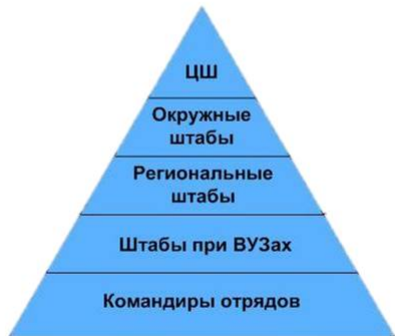 ЦШ
Окружные
штабы
Региональные
штабы
Штабы при ВУЗах
Командиры отрядов